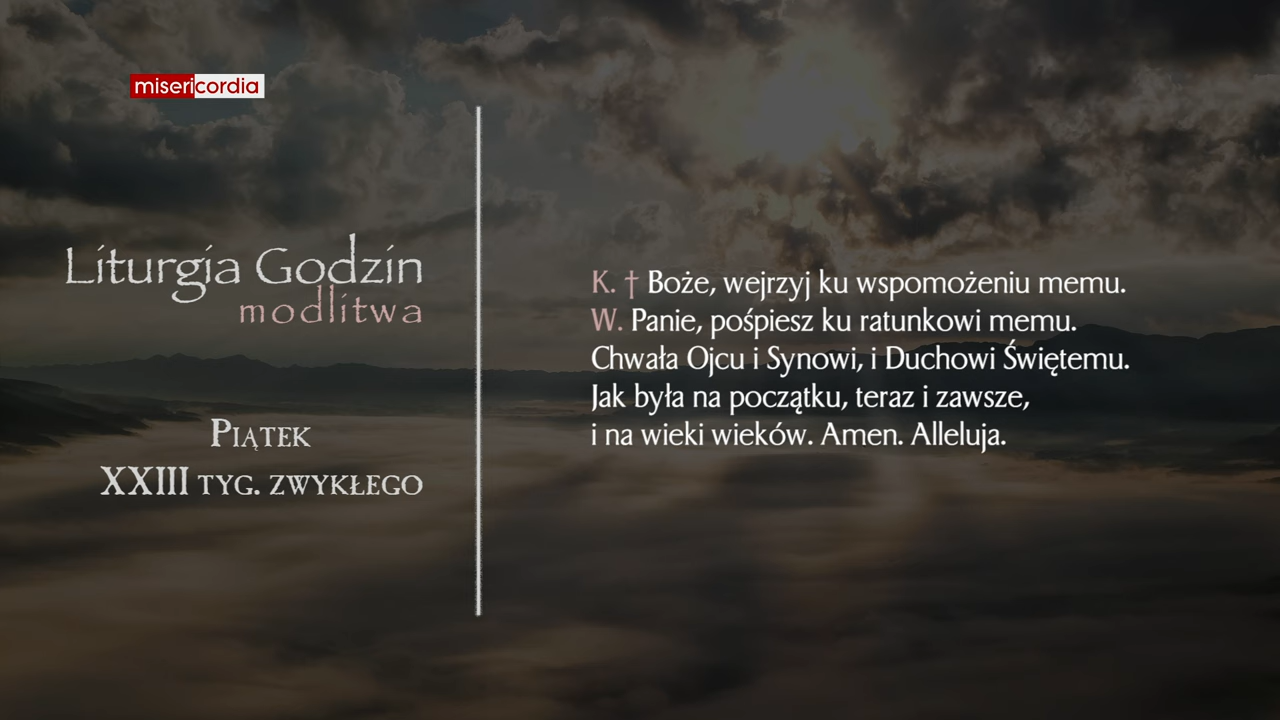 misericordia
Liturgia Godzin
modlitwa
Piątek
XXIII tyg. zwykłego
K. † Boże, wejrzyj ku wspomożeniu memu.
W. Panie, pośpiesz ku ratunkowi memu.
Chwała Ojcu i Synowi, i Duchowi Świętemu.
Jak była na początku, teraz i zawsze,
i na wieki wieków. Amen. Alleluja.